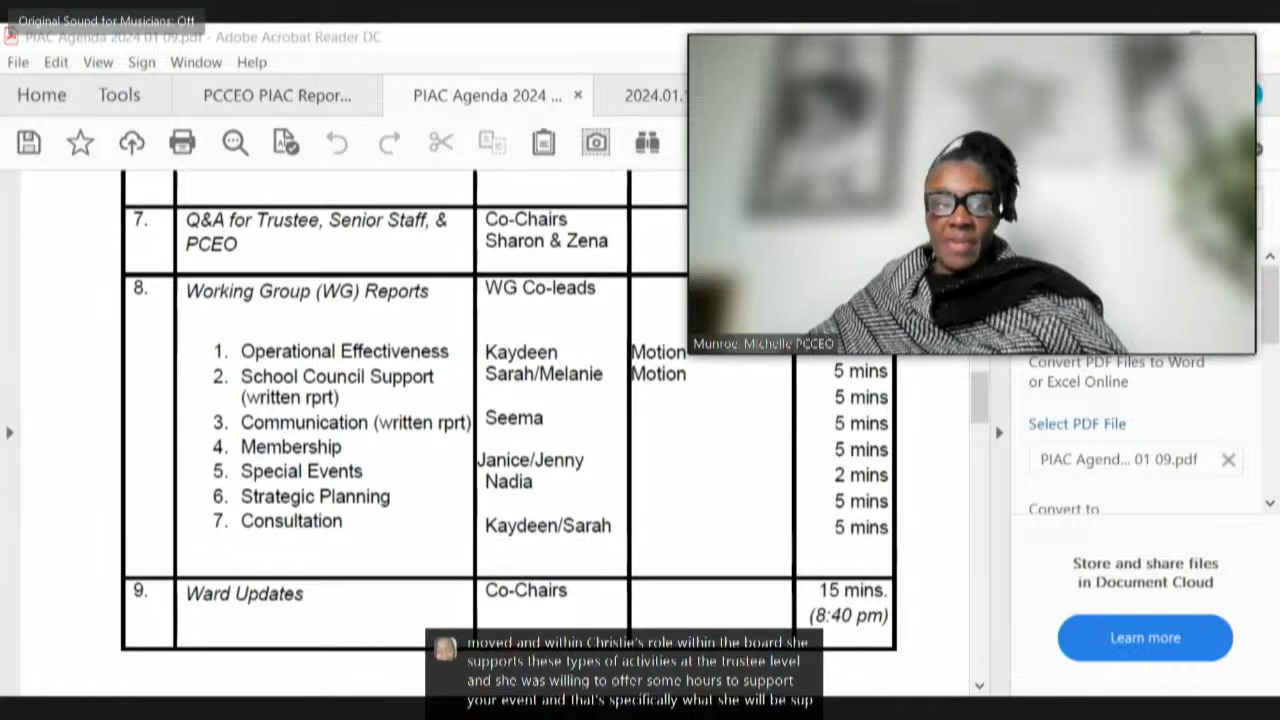 Original Sound for Musicians: Off
PIAC Agenda 2024 01 09.pdf - Adobe Acrobat Reader DC
File Edit View Sign Window Help
Home Tools PCCEO PIAC Repor... PIAC Agenda 2024 ... × 2024.01.
7. Q&A for Trustee, Senior Staff, & Co-Chairs
PCEO Sharon & Zena
8. Working Group (WG) Reports WG Co-leads
1. Operational Effectiveness Kaydeen Motion
2. School Council Support Sarah/Melanie Motion 5 mins
(written rprt) 5 mins
3. Communication (written rprt) Seema 5 mins
4. Membership Janice/Jenny 5 mins
5. Special Events Nadia 2 mins
6. Strategic Planning 5 mins
7. Consultation Kaydeen/Sarah 5 mins
9. Ward Updates Co-Chairs 15 mins.
(8:40 pm)
Munroe, Michelle PCCEO
Convert PDF Files to Word
or Excel Online
Select PDF File
PIAC Agend... 01 09.pdf
Convert to
Store and share files
in Document Cloud
Learn more
moved and within Christie's role within the board she
supports these types of activities at the trustee level
and she was willing to offer some hours to support
your event and that's specifically what she will be sup